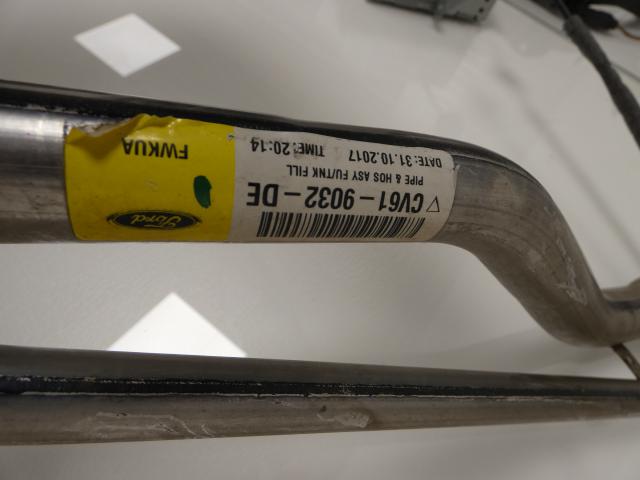 ▽ CV61-9032-DE
PIPE & HOS ASY FU/TNK FILL
DATE: 31.10.2017 TIME: 20:14
Ford
FWKUA